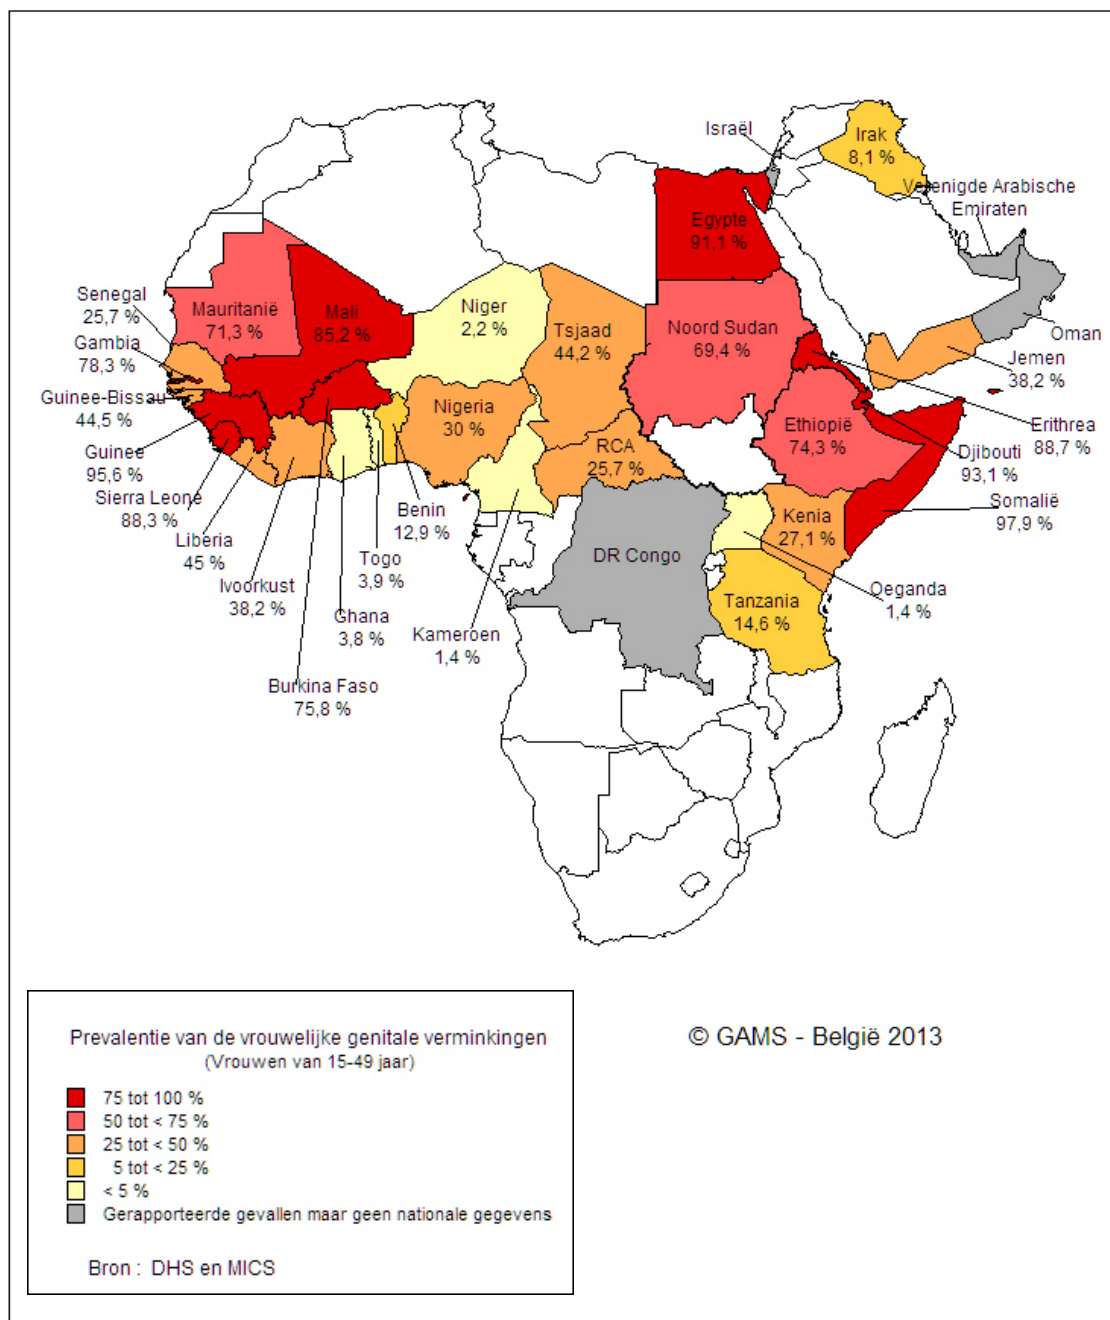 Israël
Irak
8,1 %
Verenigde Arabische
Emiraten
Egypte
91,1 %
Senegal
25,7 %
Mauritanië
71,3 %
Mali
85,2 %
Niger
2,2 %
Tsjaad
44,2 %
Noord Sudan
69,4 %
Oman
Gambia
78,3 %
Jemen
38,2 %
Guinee-Bissau
44,5 %
Nigeria
30 %
Erithrea
88,7 %
Guinee
95,6 %
RCA
25,7 %
Ethiopië
74,3 %
Djibouti
93,1 %
Sierra Leone
88,3 %
Benin
12,9 %
Kenia
27,1 %
Somalië
97,9 %
Liberia
45 %
Togo
3,9 %
DR Congo
Ivoorkust
38,2 %
Ghana
3,8 %
Kameroen
1,4 %
Tanzania
14,6 %
Oeganda
1,4 %
Burkina Faso
75,8 %
Prevalentie van de vrouwelijke genitale verminkingen
(Vrouwen van 15-49 jaar)
75 tot 100 %
50 tot < 75 %
25 tot < 50 %
5 tot < 25 %
< 5 %
Gerapporteerde gevallen maar geen nationale gegevens
Bron : DHS en MICS
© GAMS - België 2013